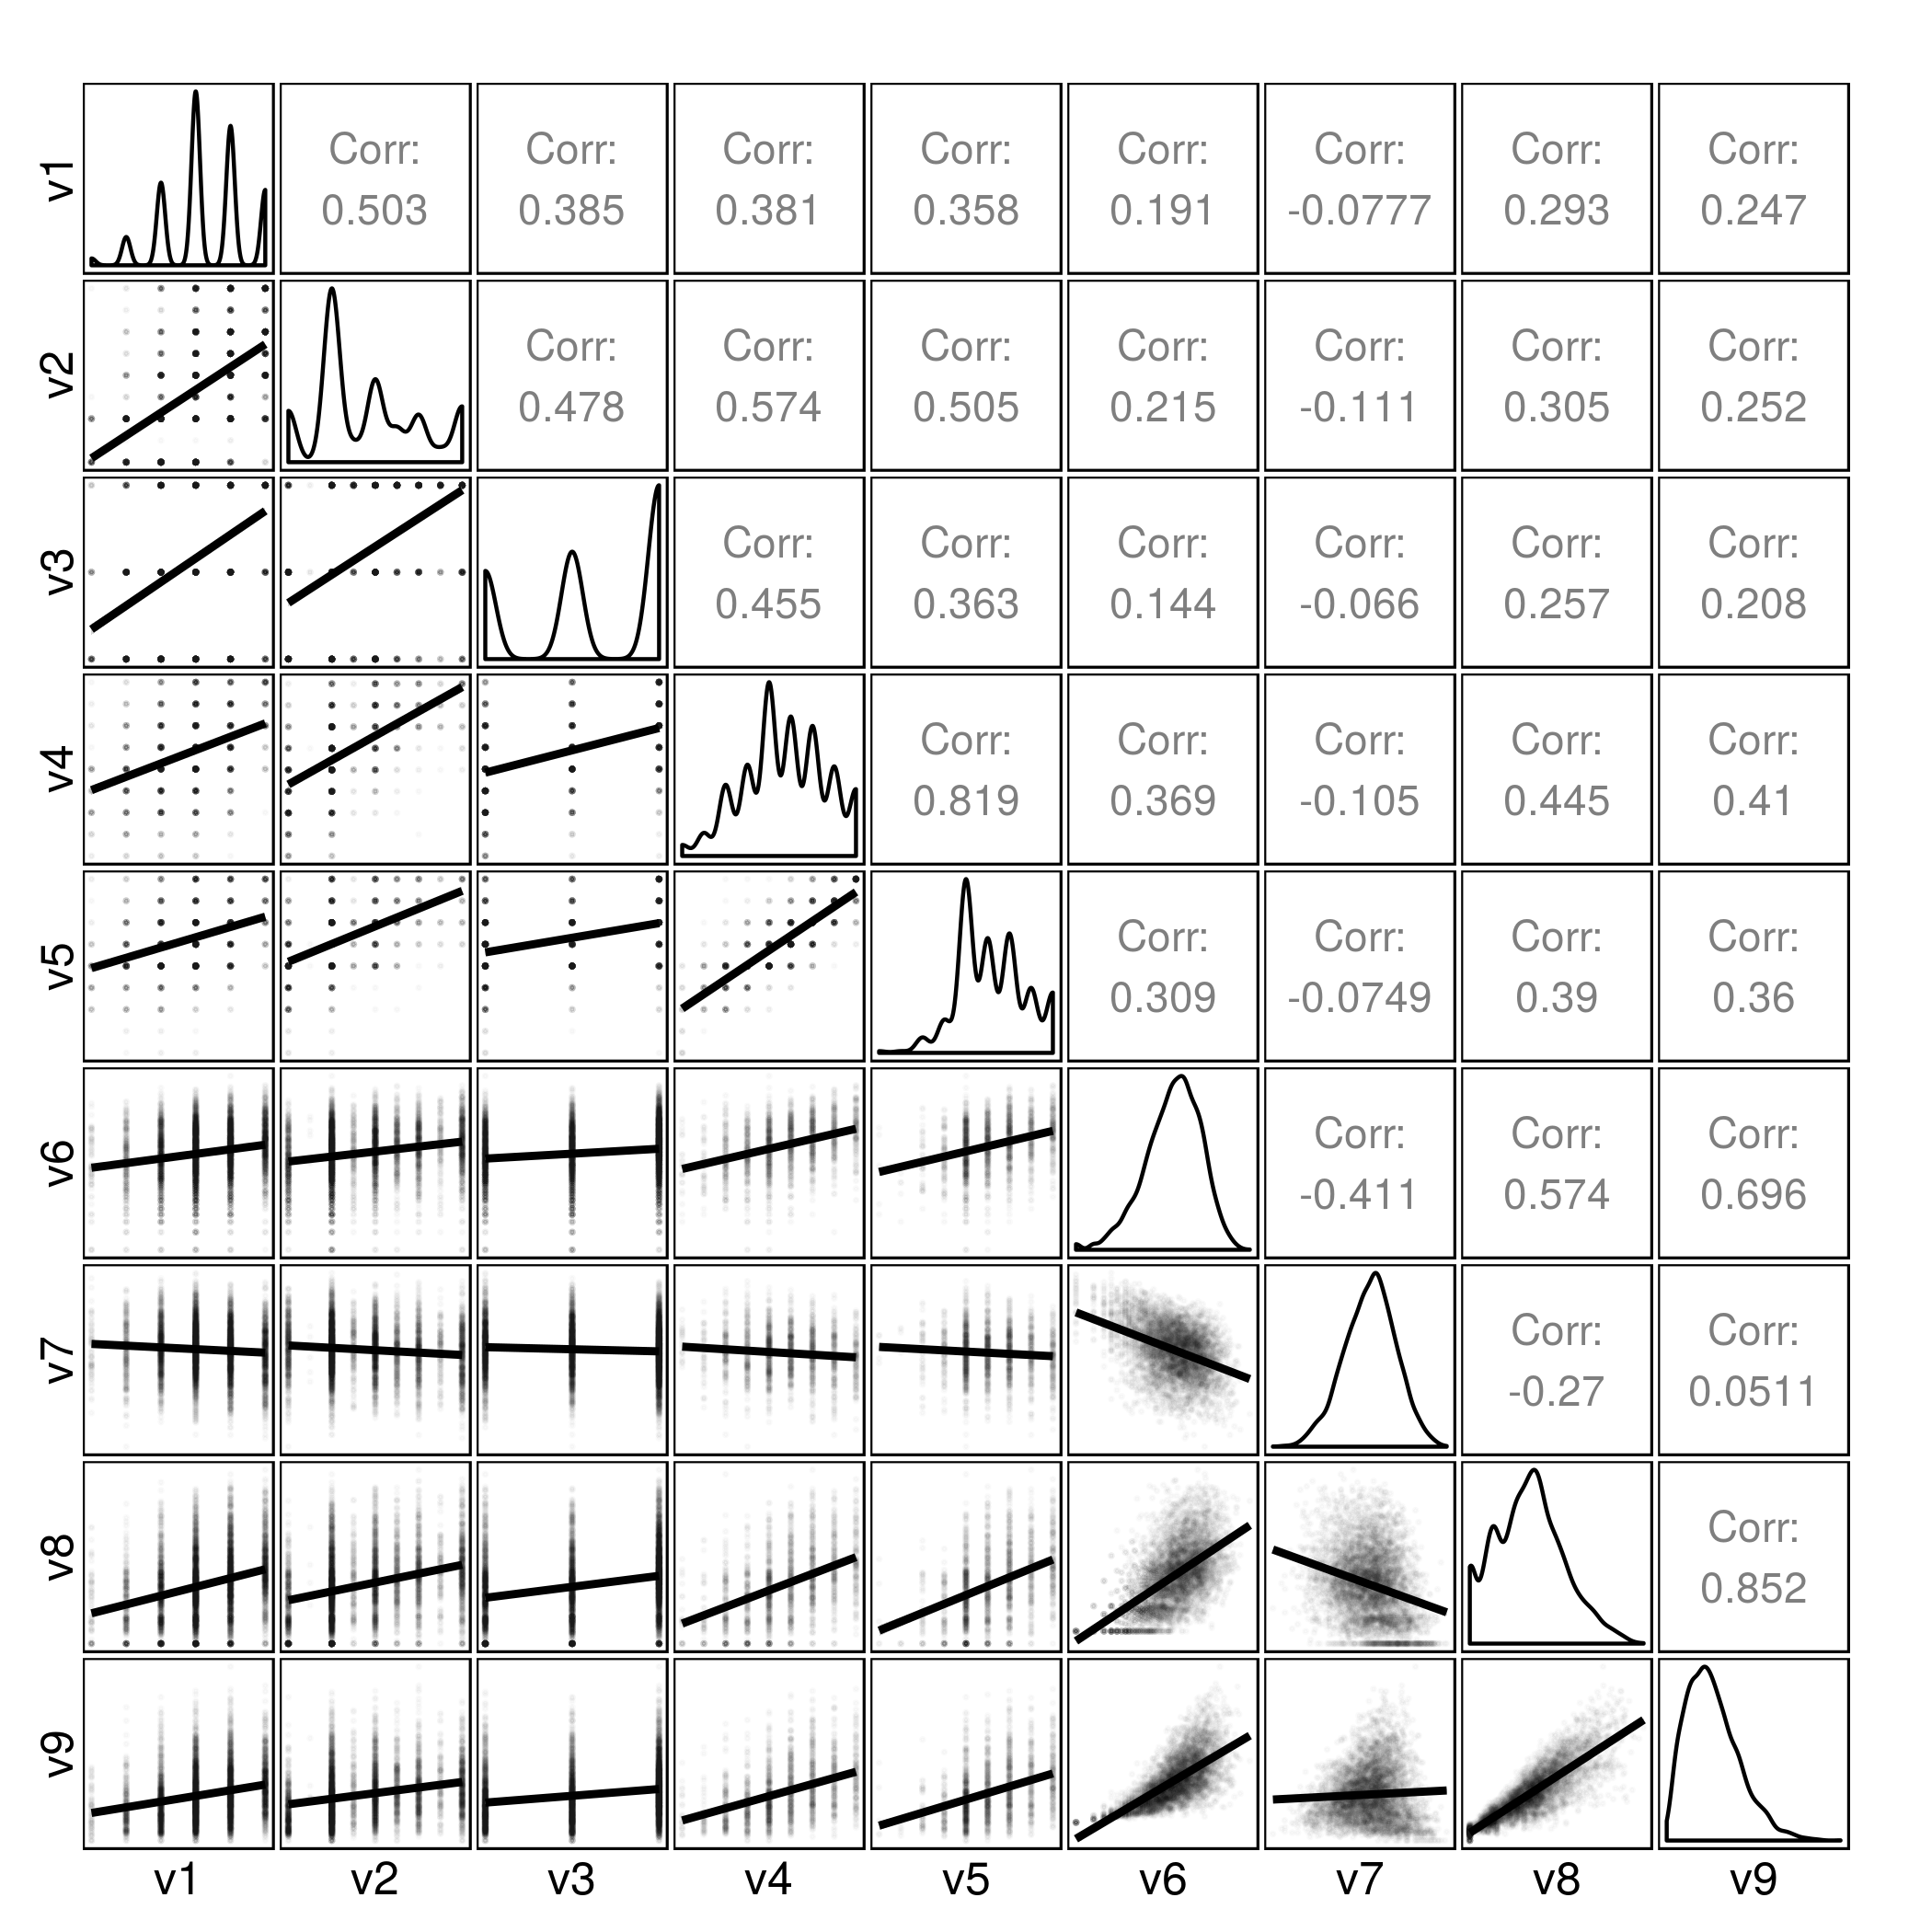 v1
Corr: Corr: Corr: Corr: Corr: Corr: Corr: Corr:
0.503 0.385 0.381 0.358 0.191 -0.0777 0.293 0.247
v2
Corr: Corr: Corr: Corr: Corr: Corr: Corr:
0.478 0.574 0.505 0.215 -0.111 0.305 0.252
v3
Corr: Corr: Corr: Corr: Corr: Corr:
0.455 0.363 0.144 -0.066 0.257 0.208
v4
Corr: Corr: Corr: Corr: Corr:
0.819 0.369 -0.105 0.445 0.41
v5
Corr: Corr: Corr: Corr:
0.309 -0.0749 0.39 0.36
v6
Corr: Corr: Corr:
-0.411 0.574 0.696
v7
Corr: Corr:
-0.27 0.0511
v8
Corr:
0.852
v9
v1 v2 v3 v4 v5 v6 v7 v8 v9